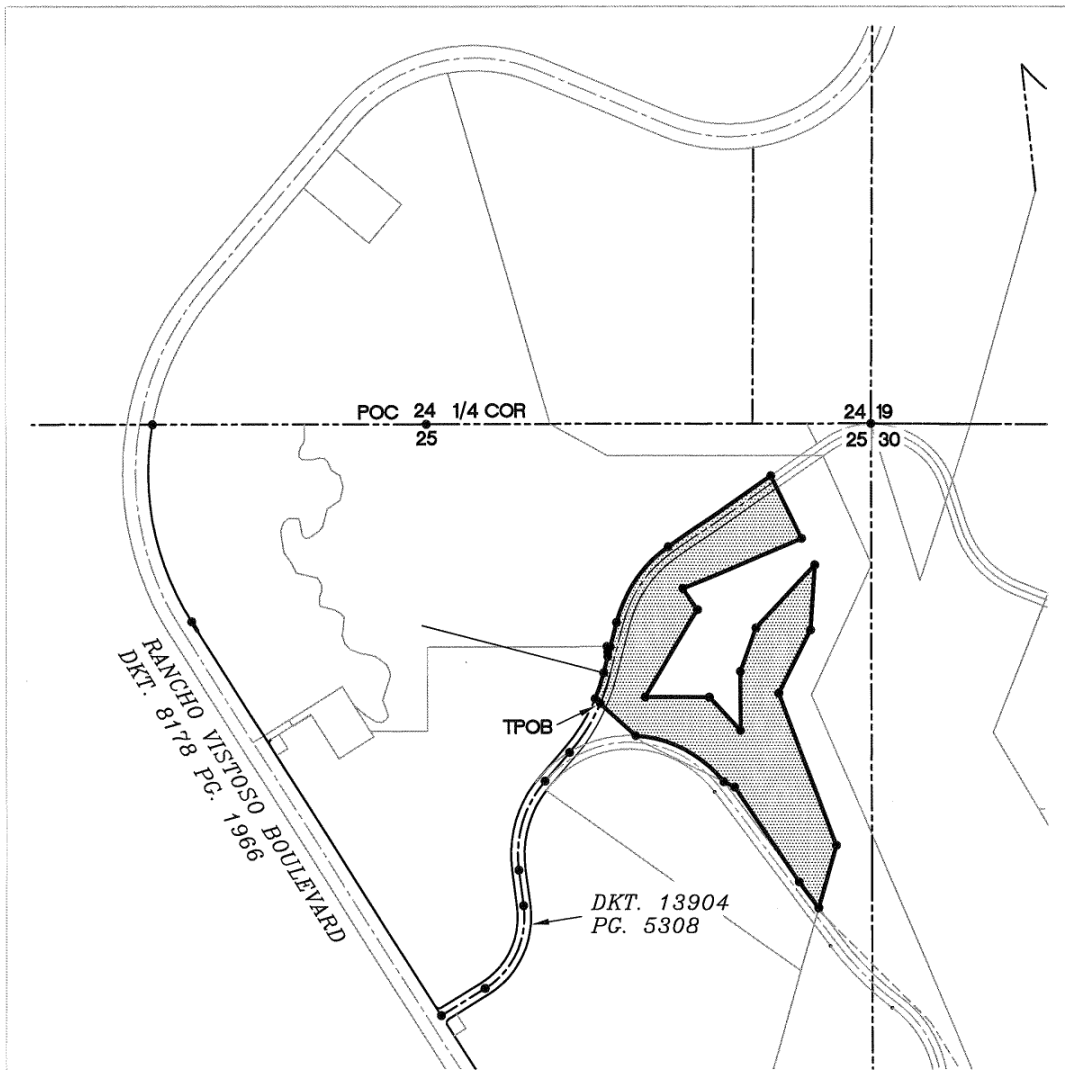 POC 24 1/4 COR
25
24 19
25 30
TPOB
RANCHO VISTOSO BOULEVARD
DKT. 8178 PG. 1966
DKT. 13904
PG. 5308